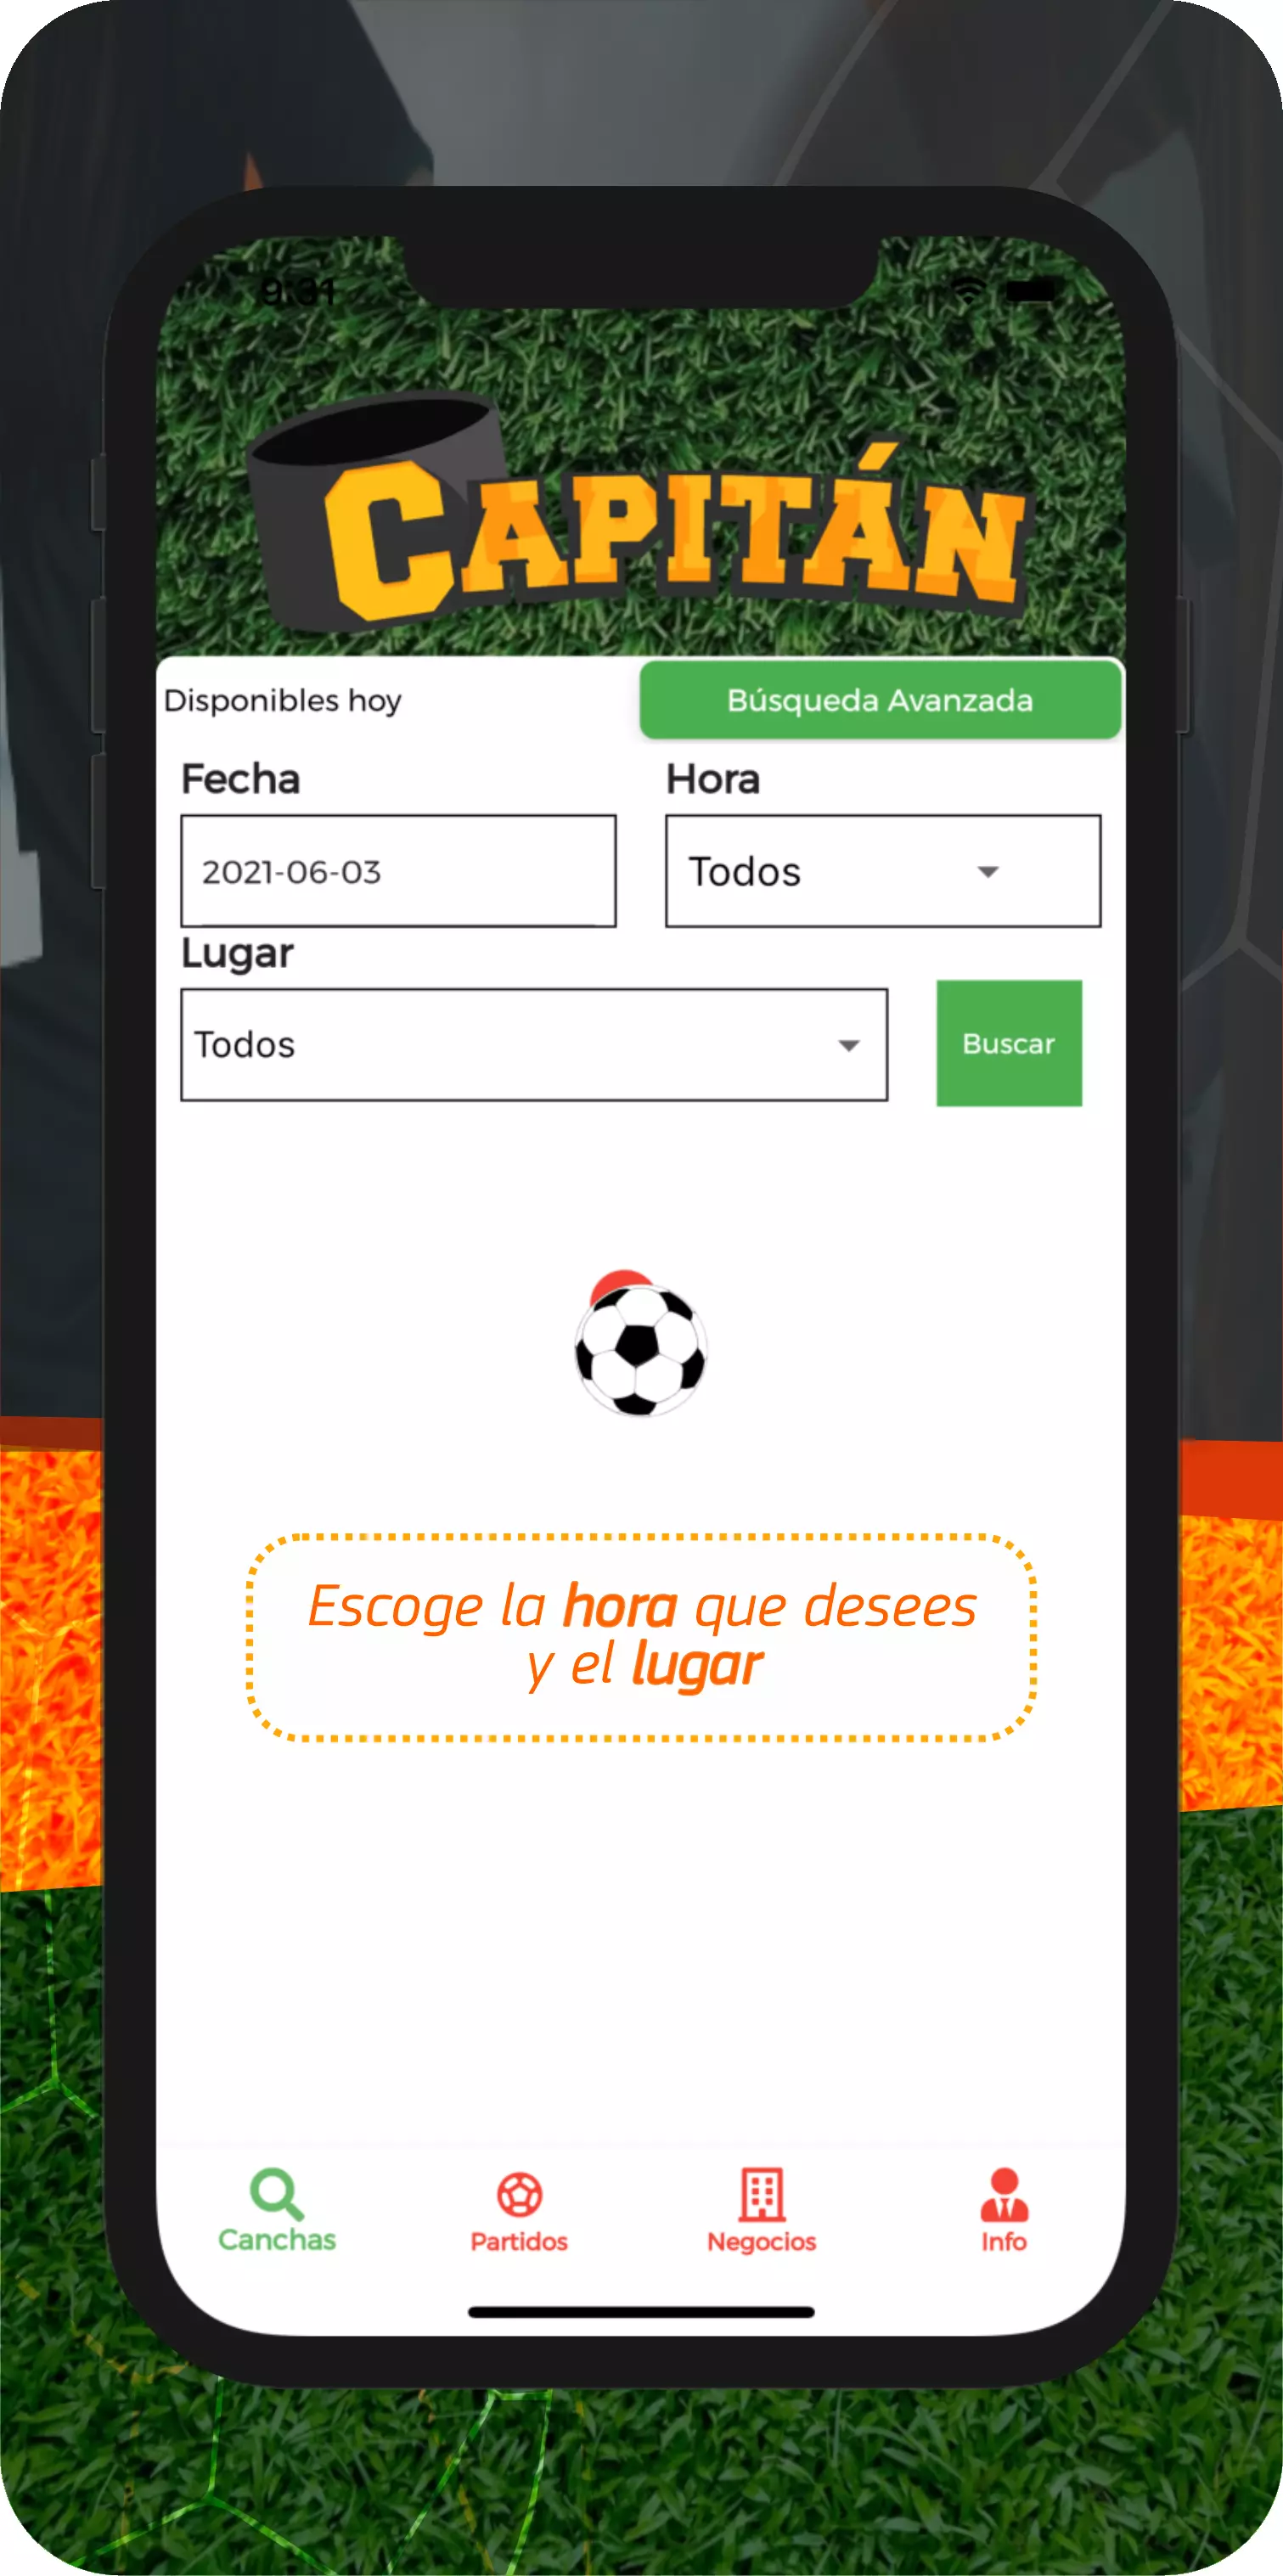 9:31
CAPITÁN
Disponibles hoy
Búsqueda Avanzada
Fecha
Hora
2021-06-03
Todos
Lugar
Todos
Buscar
Escoge la hora que desees
y el lugar
Canchas
Partidos
Negocios
Info